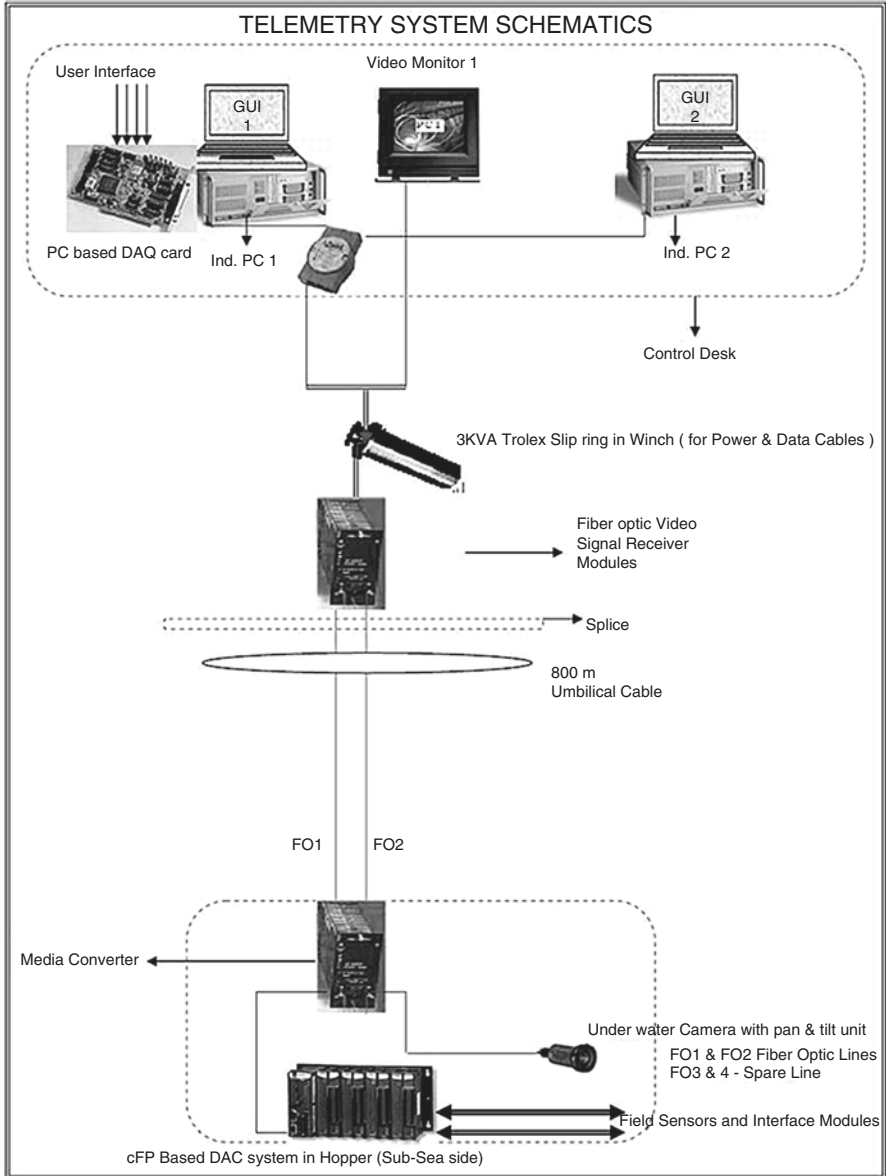 TELEMETRY SYSTEM SCHEMATICS
User Interface
Video Monitor 1
GUI
1
GUI
2
PC based DAQ card
Ind. PC 1
Ind. PC 2
Control Desk
3KVA Trolex Slip ring in Winch ( for Power & Data Cables )
Fiber optic Video
Signal Receiver
Modules
Splice
800 m
Umbilical Cable
FO1
FO2
Media Converter
Under water Camera with pan & tilt unit
FO1 & FO2 Fiber Optic Lines
FO3 & 4 - Spare Line
Field Sensors and Interface Modules
cFP Based DAC system in Hopper (Sub-Sea side)